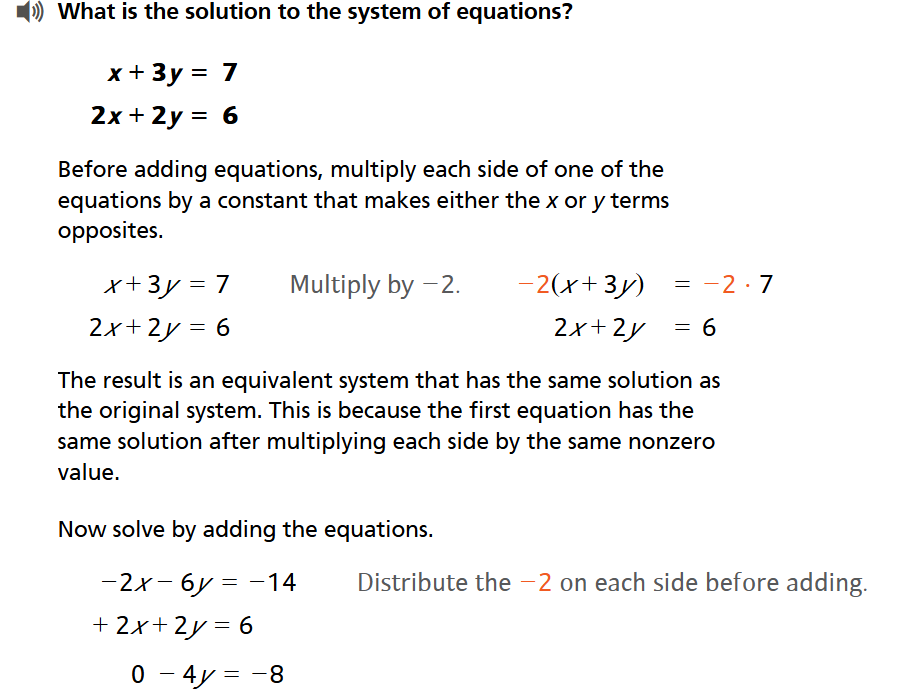 What is the solution to the system of equations?
x + 3y = 7
2x + 2y = 6
Before adding equations, multiply each side of one of the
equations by a constant that makes either the x or y terms
opposites.
x + 3y = 7 Multiply by −2. −2(x + 3y) = −2 · 7
2x + 2y = 6 2x + 2y = 6
The result is an equivalent system that has the same solution as
the original system. This is because the first equation has the
same solution after multiplying each side by the same nonzero
value.
Now solve by adding the equations.
−2x − 6y = −14 Distribute the −2 on each side before adding.
+ 2x + 2y = 6
0 − 4y = −8